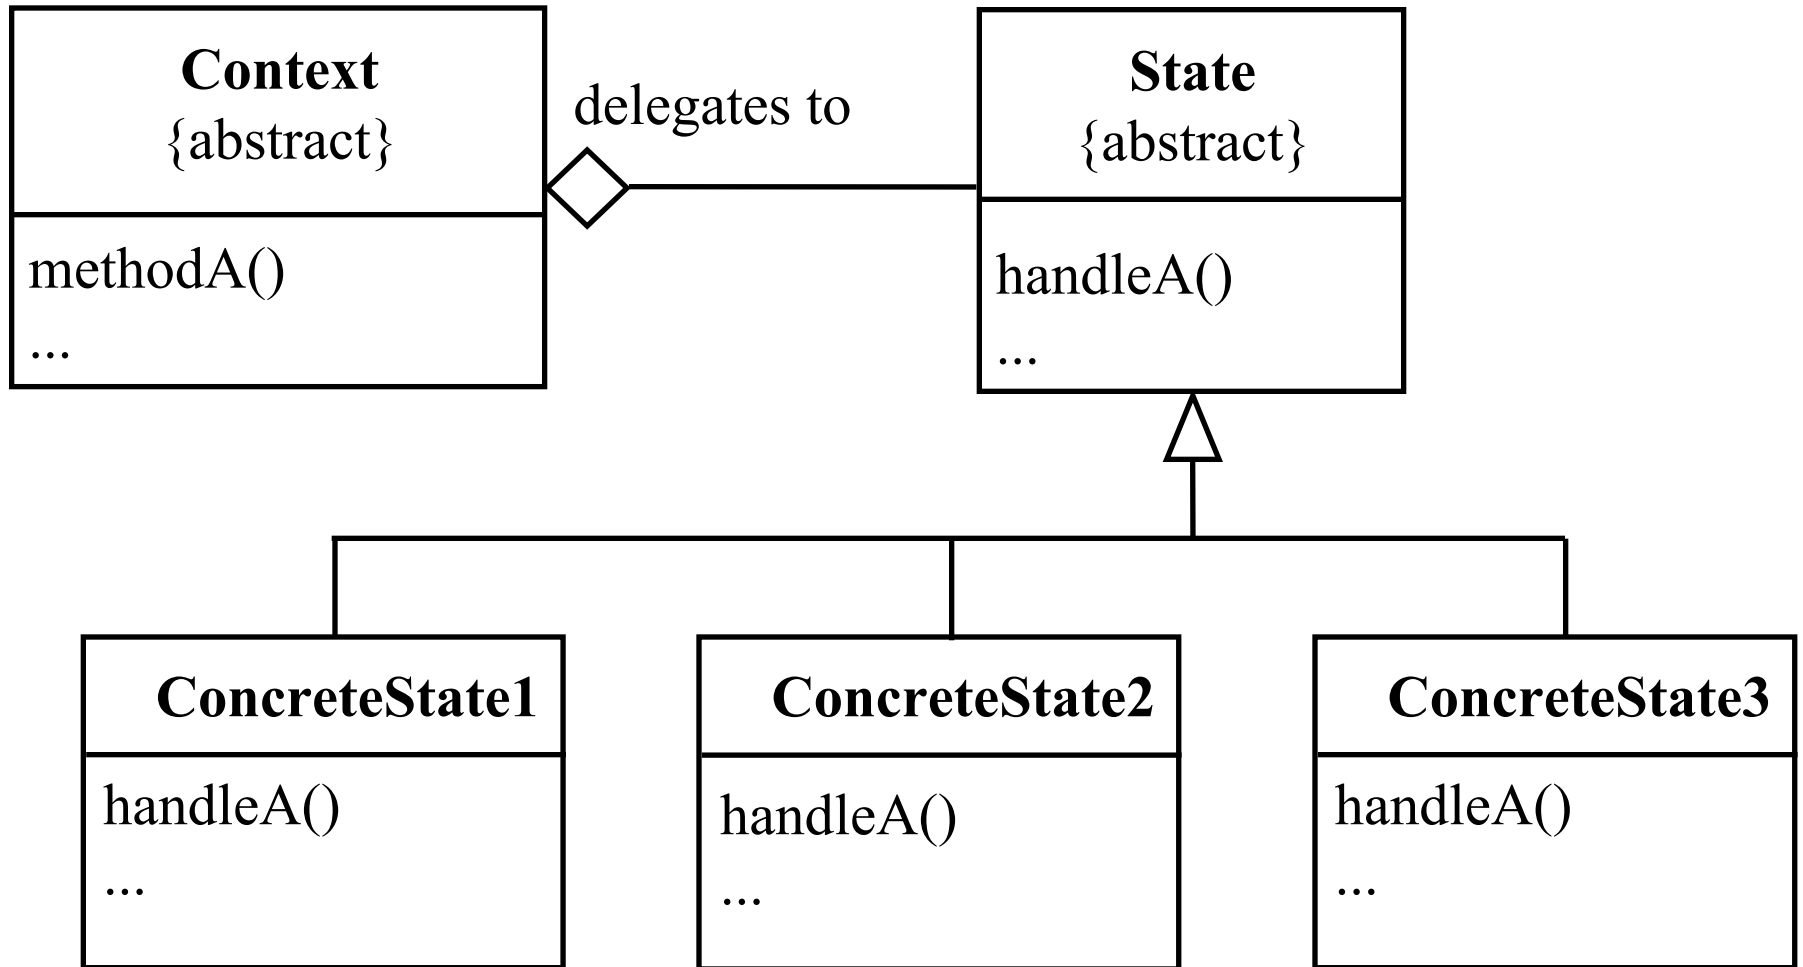 Context
{abstract}
methodA()
...
delegates to
State
{abstract}
handleA()
...
ConcreteState1
handleA()
...
ConcreteState2
handleA()
...
ConcreteState3
handleA()
...